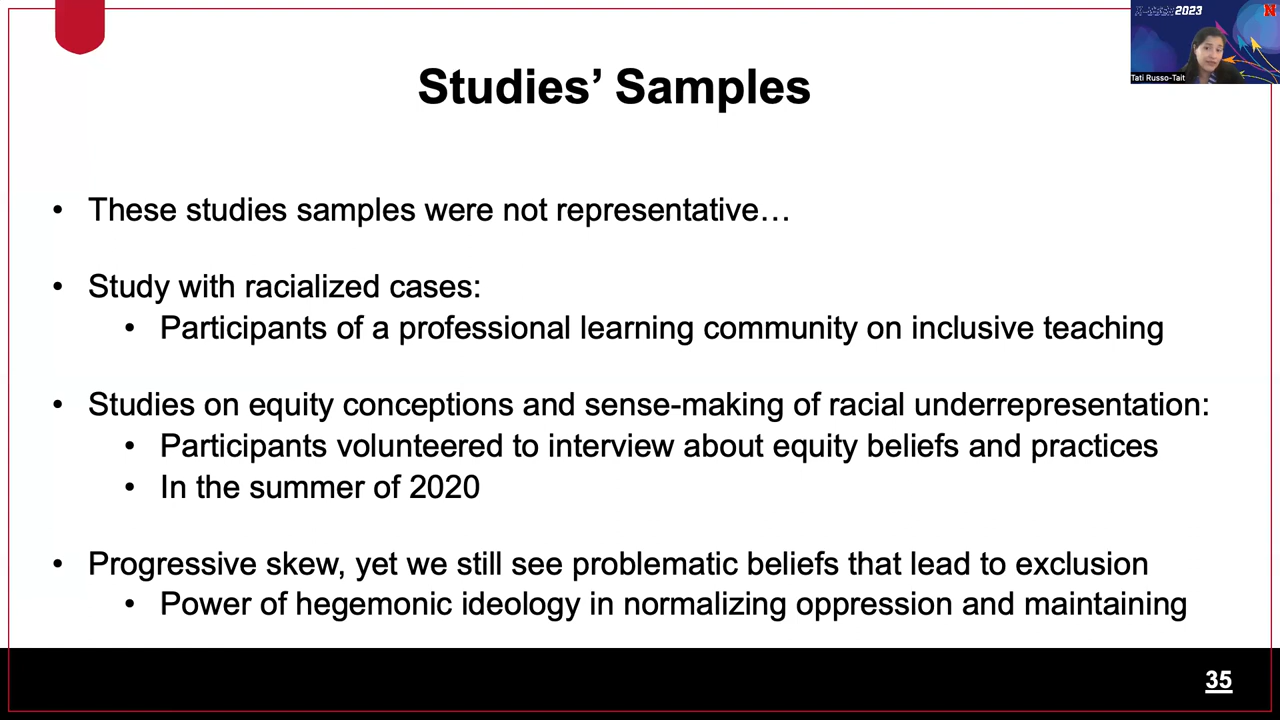 2023
N
Tati Russo-Tait
Studies’ Samples
• These studies samples were not representative…
• Study with racialized cases:
• Participants of a professional learning community on inclusive teaching
• Studies on equity conceptions and sense-making of racial underrepresentation:
• Participants volunteered to interview about equity beliefs and practices
• In the summer of 2020
• Progressive skew, yet we still see problematic beliefs that lead to exclusion
• Power of hegemonic ideology in normalizing oppression and maintaining
35